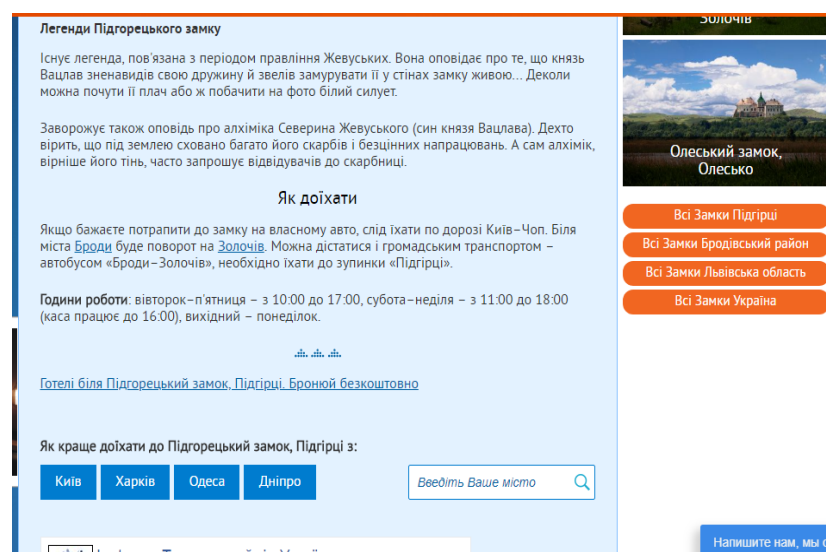 Легенди Підгорецького замку
Існує легенда, пов'язана з періодом правління Жевуських. Вона оповідає про те, що князь
Вацлав зненавидів свою дружину й звелів замурувати її у стінах замку живою... Деколи
можна почути її плач або ж побачити на фото білий силует.
Заворожує також оповідь про алхіміка Северина Жевуського (син князя Вацлава). Дехто
вірить, що під землею сховано багато його скарбів і безцінних напрацювань. А сам алхімік,
вірніше його тінь, часто запрошує відвідувачів до скарбниці.
Як доїхати
Якщо бажаєте потрапити до замку на власному авто, слід їхати по дорозі Київ–Чоп. Біля
міста Броди буде поворот на Золочів. Можна дістатися і громадським транспортом –
автобусом «Броди–Золочів», необхідно їхати до зупинки «Підгірці».
Години роботи: вівторок–п'ятниця – з 10:00 до 17:00, субота–неділя – з 11:00 до 18:00
(каса працює до 16:00), вихідний – понеділок.
Готелі біля Підгорецький замок, Підгірці. Бронюй безкоштовно
Як краще доїхати до Підгорецький замок, Підгірці з:
Київ
Харків
Одеса
Дніпро
Введіть Ваше місто
Золочів
Олеський замок,
Олесько
Всі Замки Підгірці
Всі Замки Бродівський район
Всі Замки Львівська область
Всі Замки Україна
Напишите нам, мы